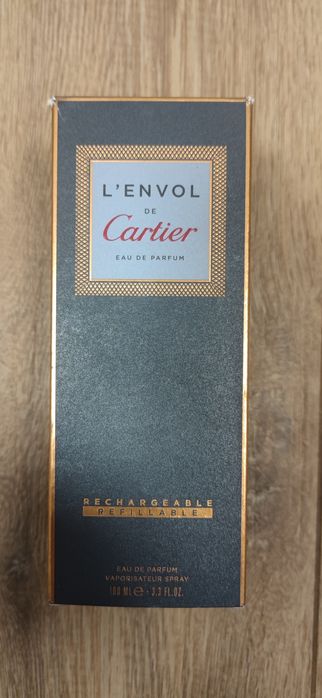 L'ENVOL
DE
Cartier
EAU DE PARFUM
RECHARGEABLE
REFILLABLE
EAU DE PARFUM
VAPORISATEUR SPRAY
100 ML ℮ - 3.3 FL.OZ.